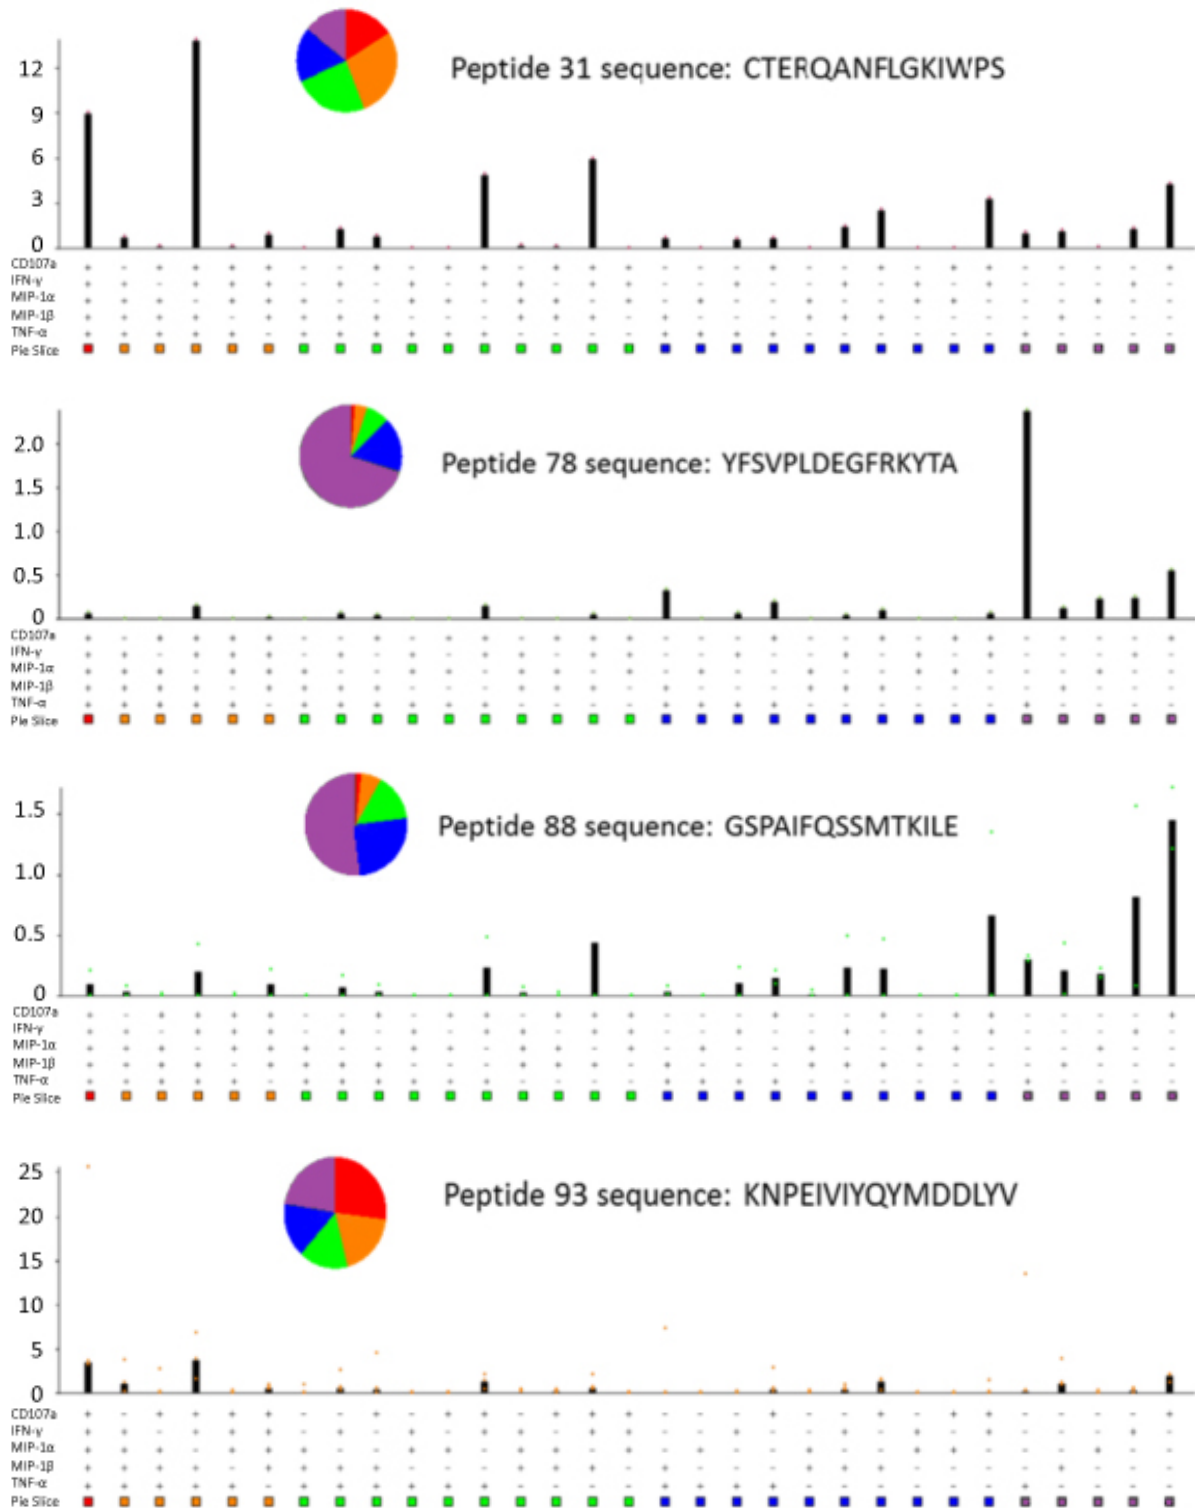 Peptide 31 sequence: CTERQANFLGKIWPS
12
9
6
3
0
CD107a + - + + + + - - + - + + - + + + - - - + - - + - + + - - - - +
IFN-γ + + - + + + - + - + - + + - + + - - + - - + - + - + - - - + -
MIP-1α + + + - + + + - - + + - + + - + - + - - + - - + + - - - + - -
MIP-1β + + + + - + + + + - - - + + + - + - - - + + + - - - - + - - -
TNF-α + + + + + - + + + + + + - - - - + + + + - - - - - - + - - - -
Pie Slice
Peptide 78 sequence: YFSVPLDEGFRKYTA
2.0
1.5
1.0
0.5
0
CD107a + - + + + + - - + - + + - + + + - - - + - - + - + + - - - - +
IFN-γ + + - + + + - + - + - + + - + + - - + - - + - + - + - - - + -
MIP-1α + + + - + + + - - + + - + + - + - + - - + - - + + - - - + - -
MIP-1β + + + + - + + + + - - - + + + - + - - - + + + - - - - + - - -
TNF-α + + + + + - + + + + + + - - - - + + + + - - - - - - + - - - -
Pie Slice
Peptide 88 sequence: GSPAIFQSSMTKILE
1.5
1.0
0.5
0
CD107a + - + + + + - - + - + + - + + + - - - + - - + - + + - - - - +
IFN-γ + + - + + + - + - + - + + - + + - - + - - + - + - + - - - + -
MIP-1α + + + - + + + - - + + - + + - + - + - - + - - + + - - - + - -
MIP-1β + + + + - + + + + - - - + + + - + - - - + + + - - - - + - - -
TNF-α + + + + + - + + + + + + - - - - + + + + - - - - - - + - - - -
Pie Slice
Peptide 93 sequence: KNPEIVIYQYMDDLYV
25
20
15
10
5
0
CD107a + - + + + + - - + - + + - + + + - - - + - - + - + + - - - - +
IFN-γ + + - + + + - + - + - + + - + + - - + - - + - + - + - - - + -
MIP-1α + + + - + + + - - + + - + + - + - + - - + - - + + - - - + - -
MIP-1β + + + + - + + + + - - - + + + - + - - - + + + - - - - + - - -
TNF-α + + + + + - + + + + + + - - - - + + + + - - - - - - + - - - -
Pie Slice